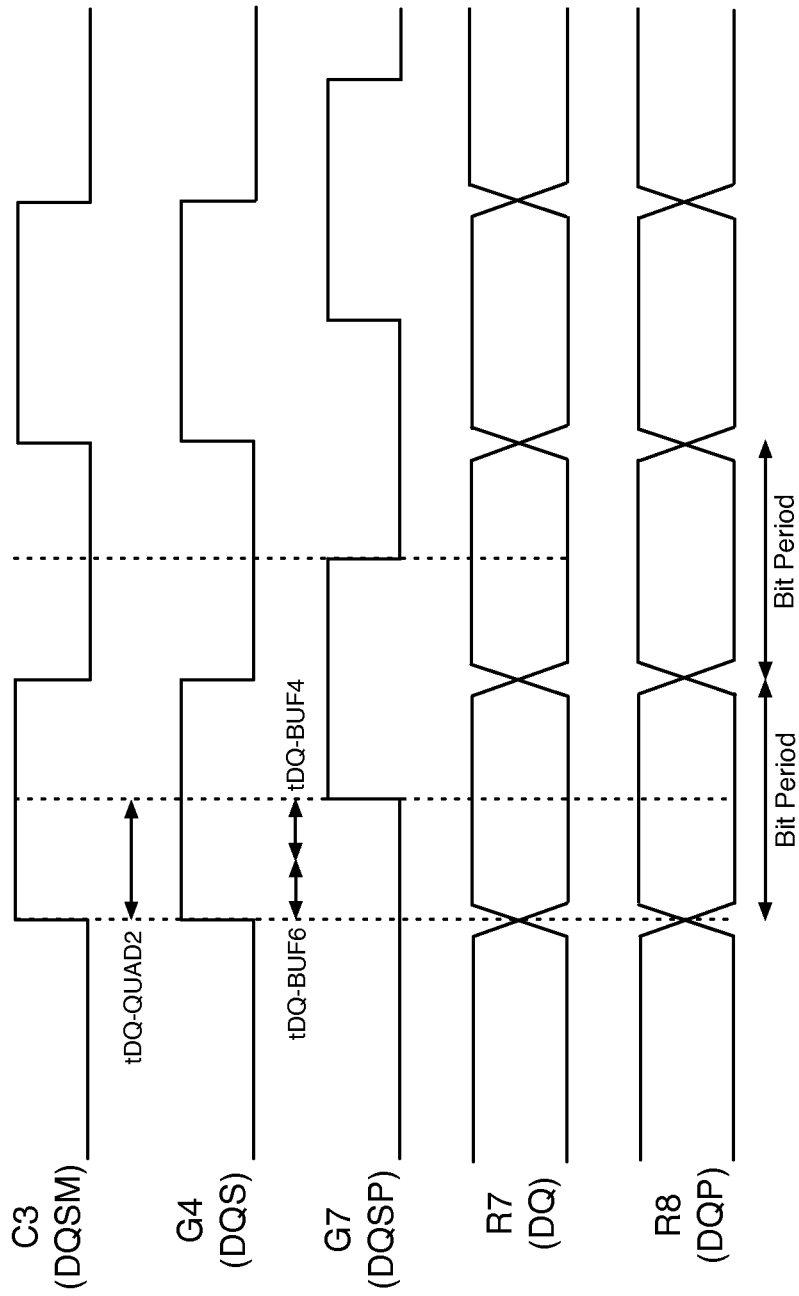 C3
(DQSM)
tDQ-QUAD2
G4
(DQS)
tDQ-BUF6
tDQ-BUF4
G7
(DQSP)
R7
(DQ)
R8
(DQP)
Bit Period
Bit Period